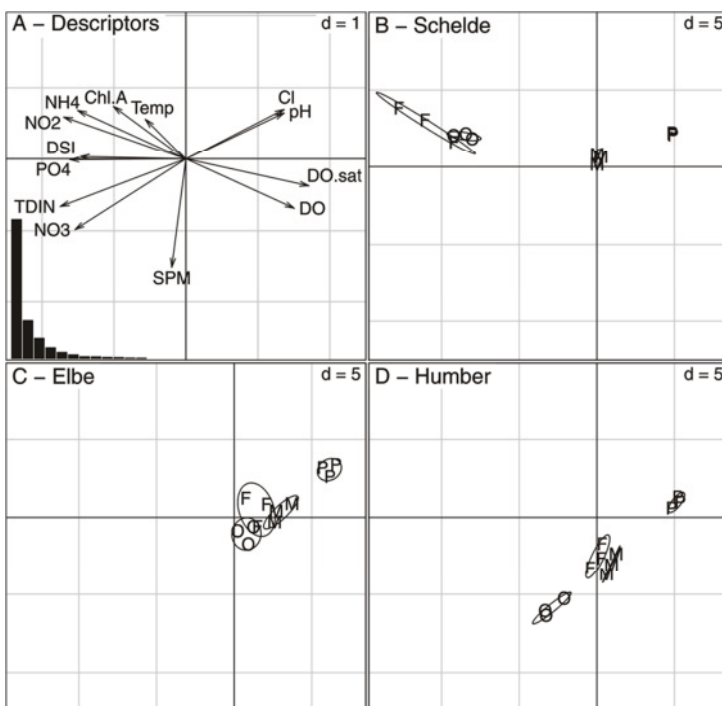 A – Descriptors
d = 1
Cl
Chl.A
NH4
Temp
pH
NO2
DSI
PO4
DO.sat
TDIN
DO
NO3
SPM
B – Schelde
d = 5
F
F
O
O
O
F
P
M
M
C – Elbe
d = 5
P
P
P
F
F
M
M
O
O
F
M
O
D – Humber
d = 5
P
P
P
F
M
F
M
F
M
O
O
O